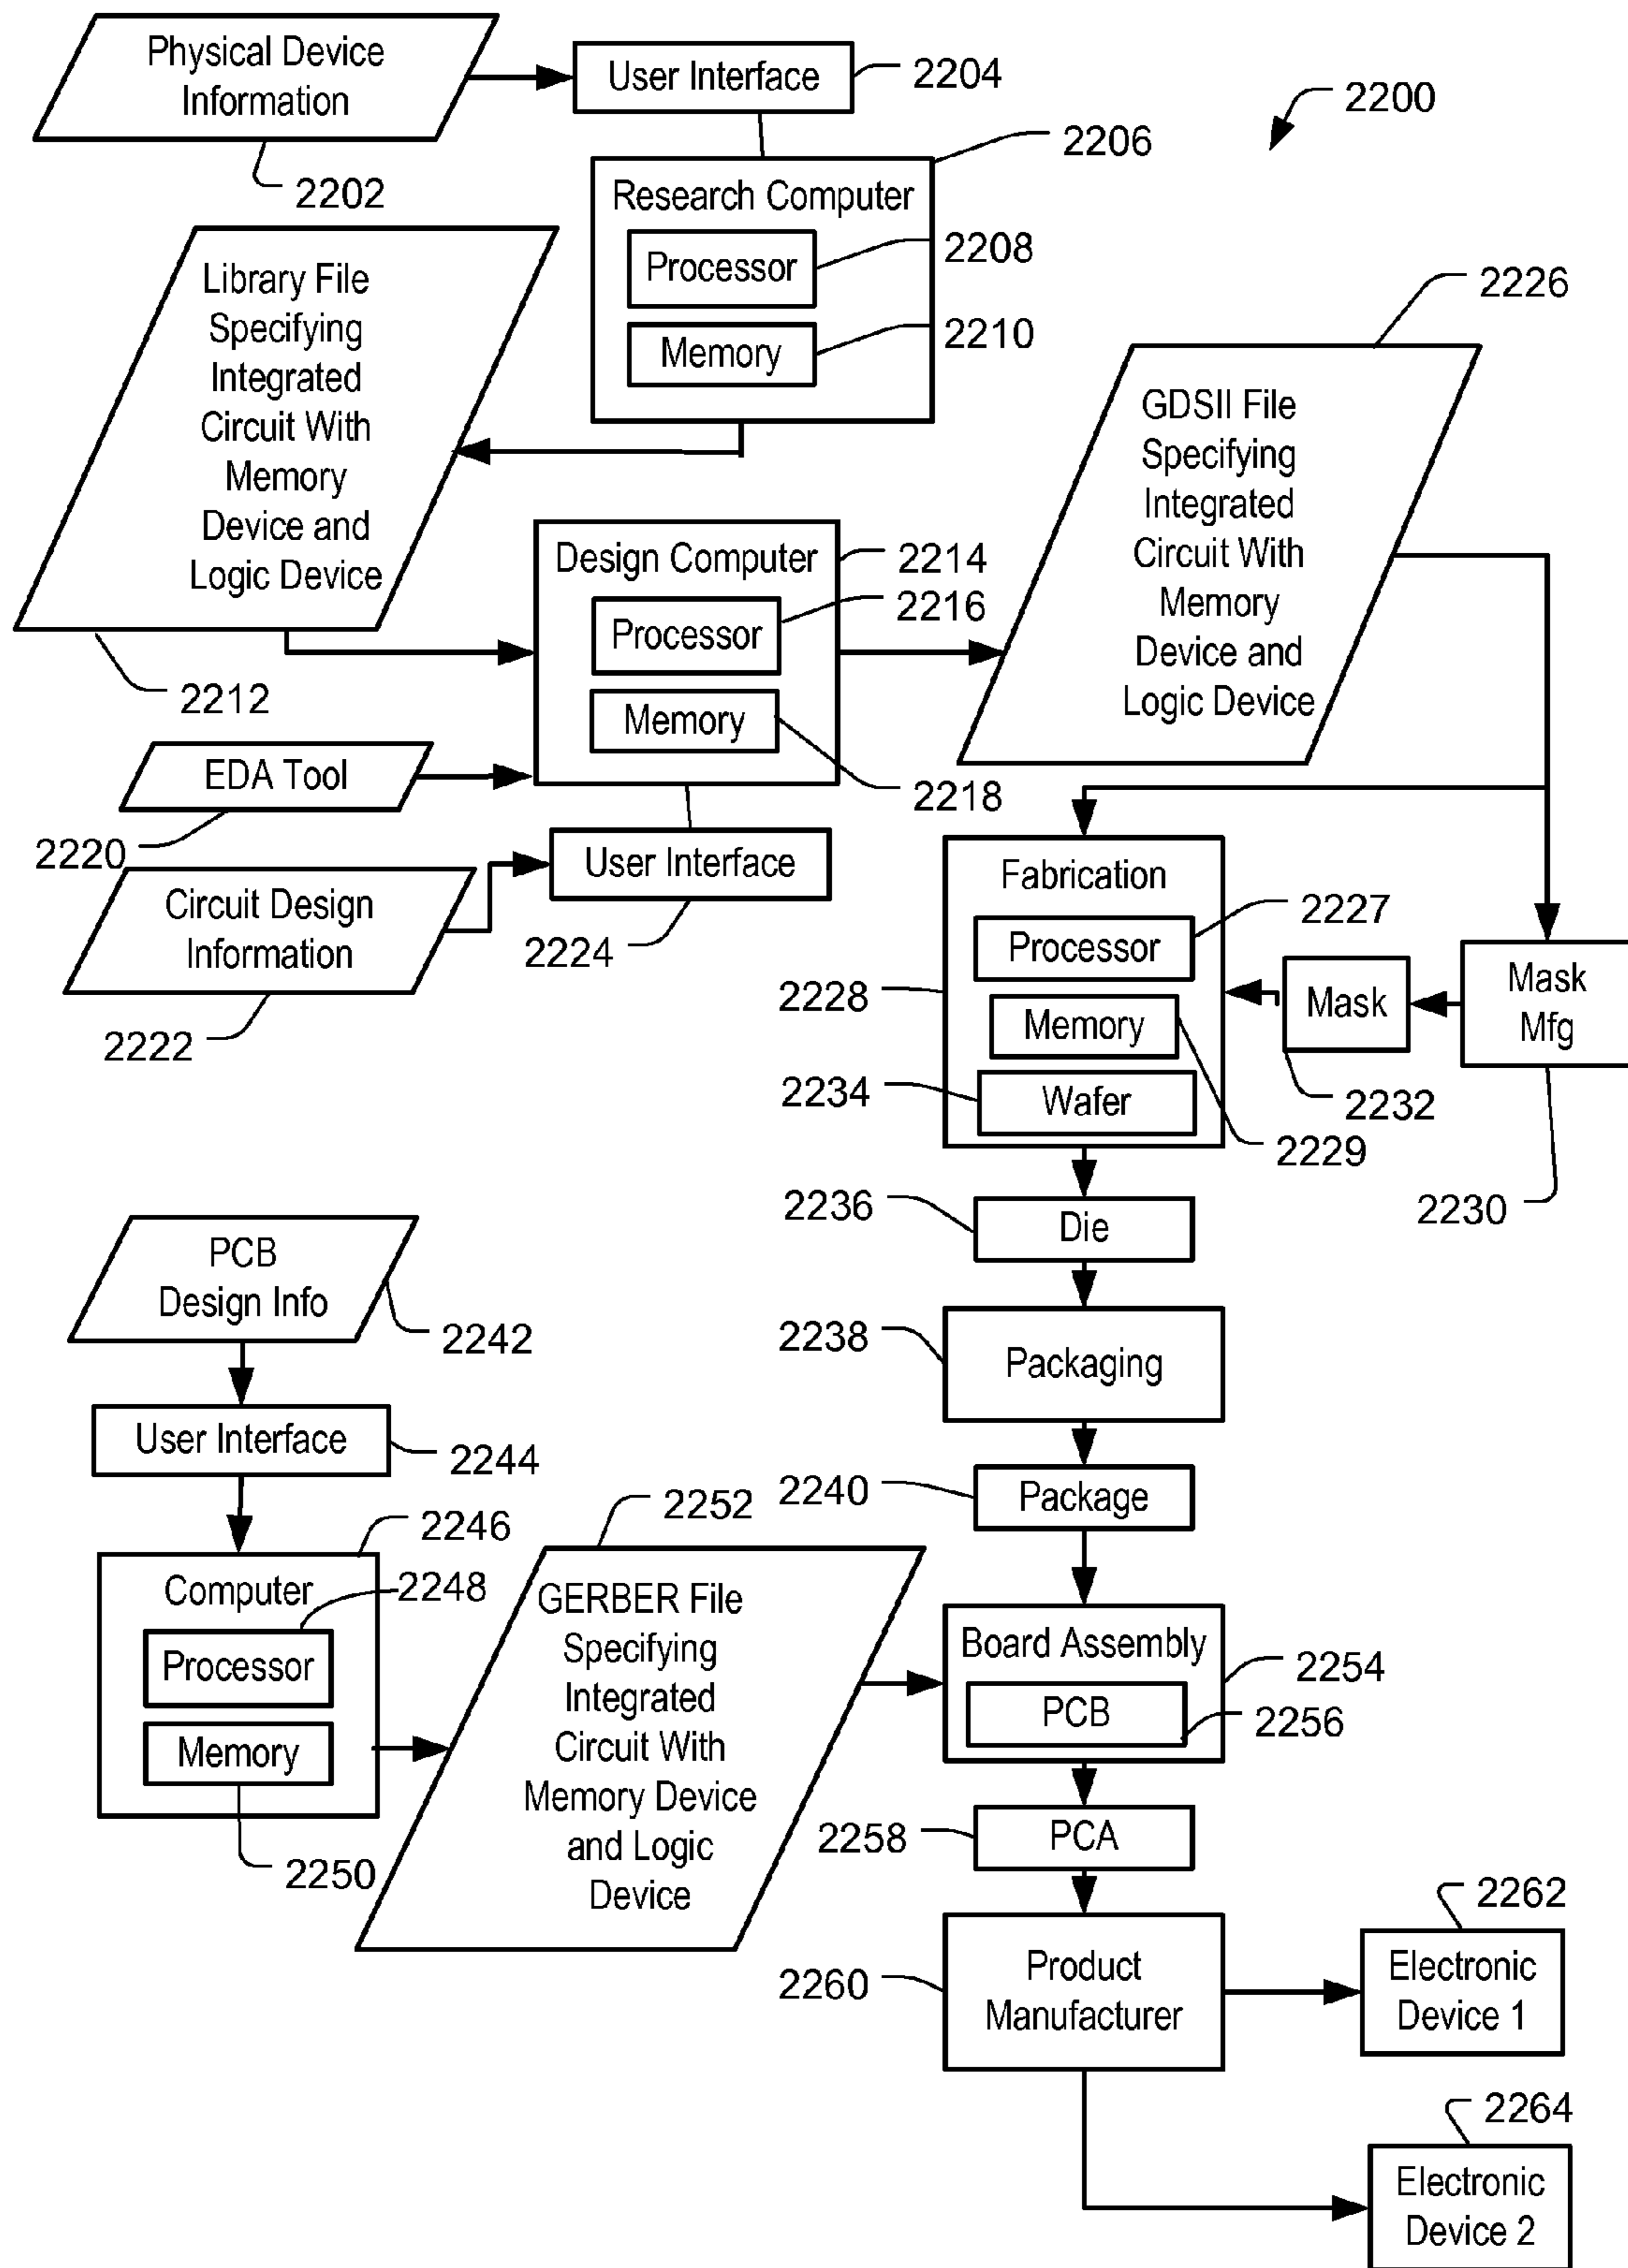 Physical Device
Information
2202
User Interface
2204
2200
2206
Research Computer
Processor
2208
Memory
2210
Library File
Specifying
Integrated
Circuit With
Memory
Device and
Logic Device
2212
2226
GDSII File
Specifying
Integrated
Circuit With
Memory
Device and
Logic Device
Design Computer
2214
Processor
2216
Memory
2218
EDA Tool
2220
User Interface
2224
Circuit Design
Information
2222
Fabrication
Processor
2227
2228
Memory
2229
2234
Wafer
Mask
2232
Mask
Mfg
2230
2236
Die
2238
Packaging
2240
Package
PCB
Design Info
2242
User Interface
2244
2246
Computer
2248
Processor
Memory
2250
2252
GERBER File
Specifying
Integrated
Circuit With
Memory Device
and Logic
Device
Board Assembly
2254
PCB
2256
2258
PCA
2260
Product
Manufacturer
2262
Electronic
Device 1
2264
Electronic
Device 2